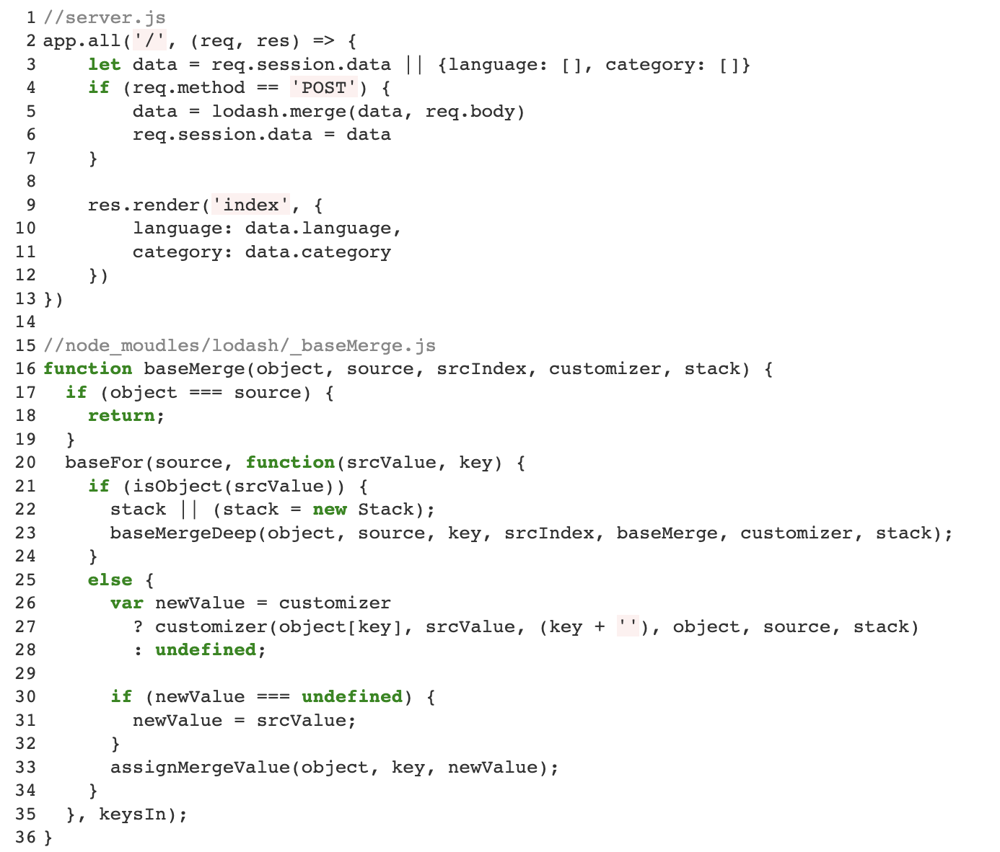 1 //server.js
2 app.all('/', (req, res) => {
3     let data = req.session.data || {language: [], category: []}
4     if (req.method == 'POST') {
5         data = lodash.merge(data, req.body)
6         req.session.data = data
7     }
8
9     res.render('index', {
10         language: data.language,
11         category: data.category
12     })
13 })
14
15 //node_moudles/lodash/_baseMerge.js
16 function baseMerge(object, source, srcIndex, customizer, stack) {
17   if (object === source) {
18     return;
19   }
20   baseFor(source, function(srcValue, key) {
21     if (isObject(srcValue)) {
22       stack || (stack = new Stack);
23       baseMergeDeep(object, source, key, srcIndex, baseMerge, customizer, stack);
24     }
25     else {
26       var newValue = customizer
27         ? customizer(object[key], srcValue, (key + ''), object, source, stack)
28         : undefined;
29
30       if (newValue === undefined) {
31         newValue = srcValue;
32       }
33       assignMergeValue(object, key, newValue);
34     }
35   }, keysIn);
36 }